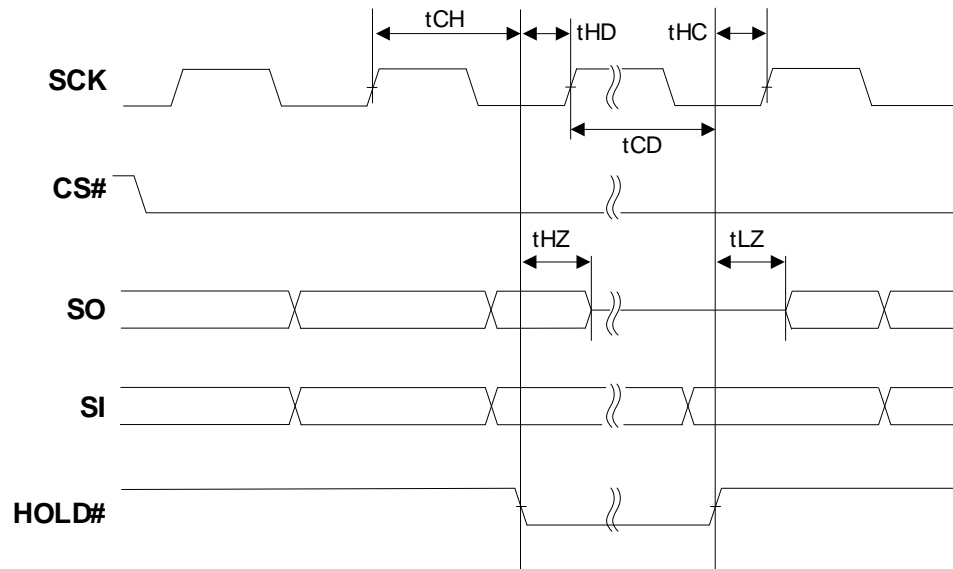 tCH
tHD
tHC
SCK
tCD
CS#
tHZ
tLZ
SO
SI
HOLD#